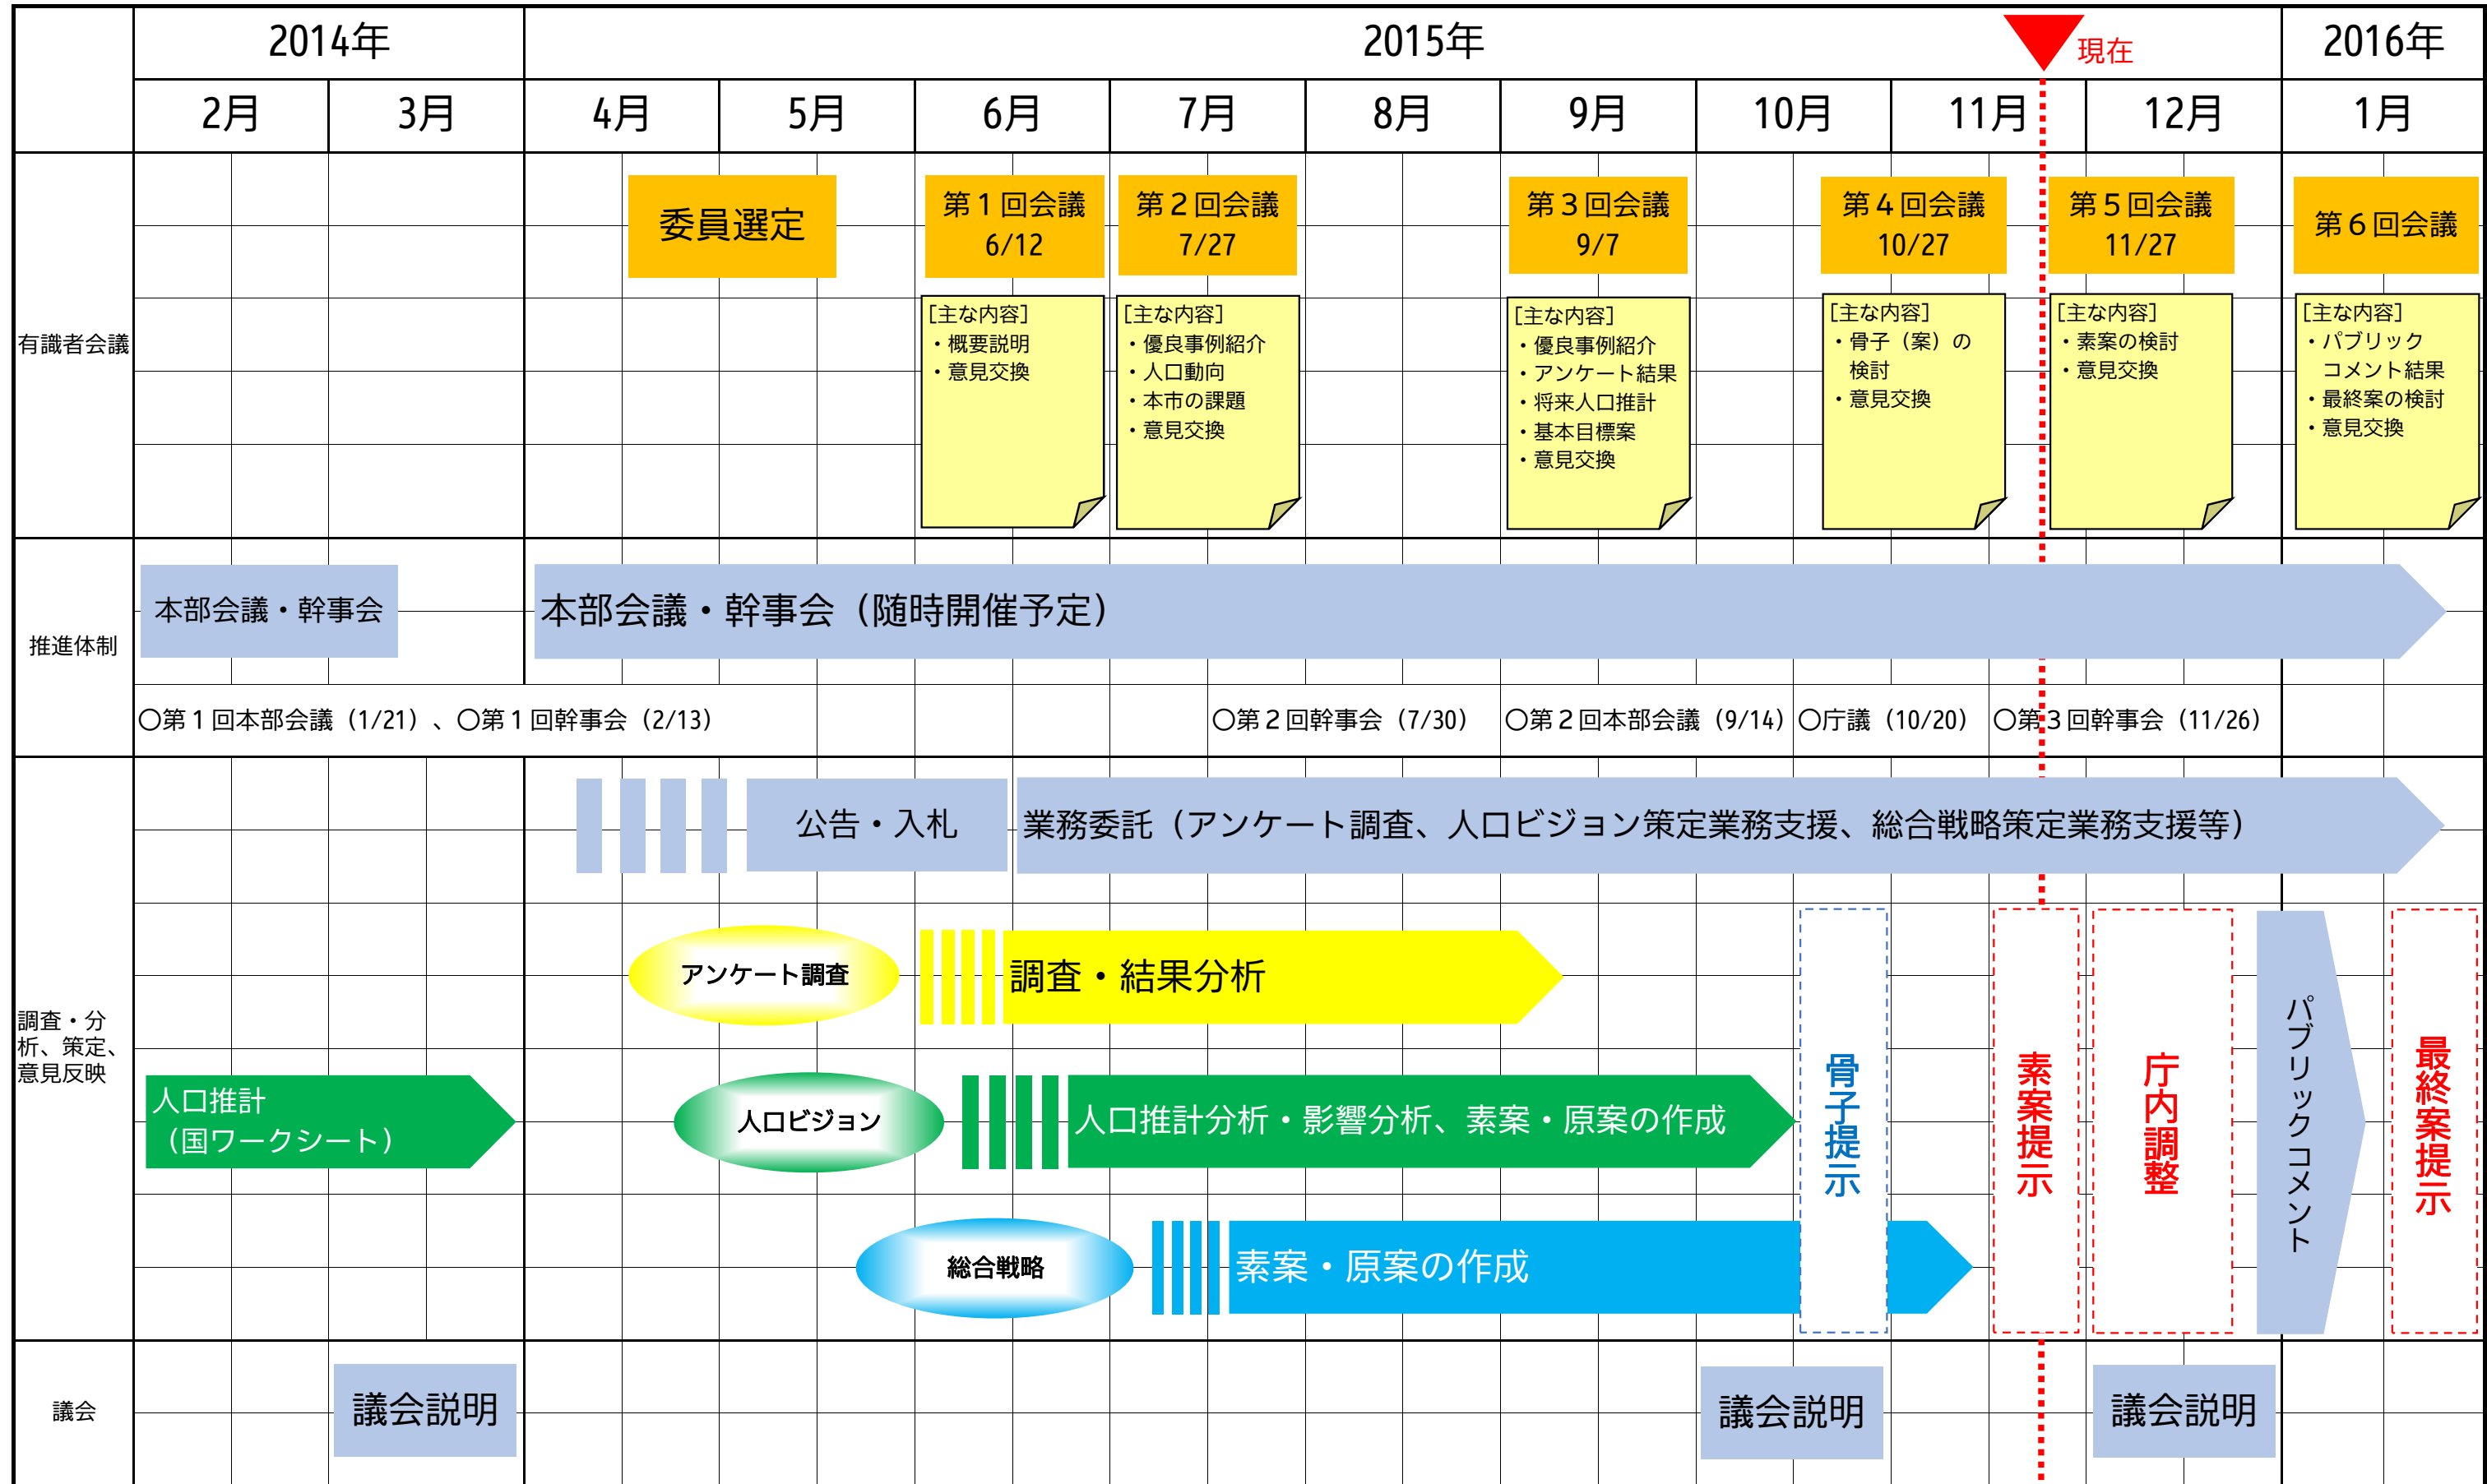 2014年
2015年
現在
2016年
2月
3月
4月
5月
6月
7月
8月
9月
10月
11月
12月
1月
有識者会議
委員選定
第1回会議
6/12
第2回会議
7/27
第3回会議
9/7
第4回会議
10/27
第5回会議
11/27
第6回会議
[主な内容]
・概要説明
・意見交換
[主な内容]
・優良事例紹介
・人口動向
・本市の課題
・意見交換
[主な内容]
・優良事例紹介
・アンケート結果
・将来人口推計
・基本目標案
・意見交換
[主な内容]
・骨子（案）の
検討
・意見交換
[主な内容]
・素案の検討
・意見交換
[主な内容]
・パブリック
コメント結果
・最終案の検討
・意見交換
推進体制
本部会議・幹事会
本部会議・幹事会（随時開催予定）
〇第1回本部会議（1/21）、〇第1回幹事会（2/13）
〇第2回幹事会（7/30）
〇第2回本部会議（9/14）
〇庁議（10/20）
〇第3回幹事会（11/26）
調査・分
析、策定、
意見反映
公告・入札
業務委託（アンケート調査、人口ビジョン策定業務支援、総合戦略策定業務支援等）
アンケート調査
調査・結果分析
人口推計
（国ワークシート）
人口ビジョン
人口推計分析・影響分析、素案・原案の作成
総合戦略
素案・原案の作成
骨子提示
素案提示
庁内調整
パブリックコメント
最終案提示
議会
議会説明
議会説明
議会説明